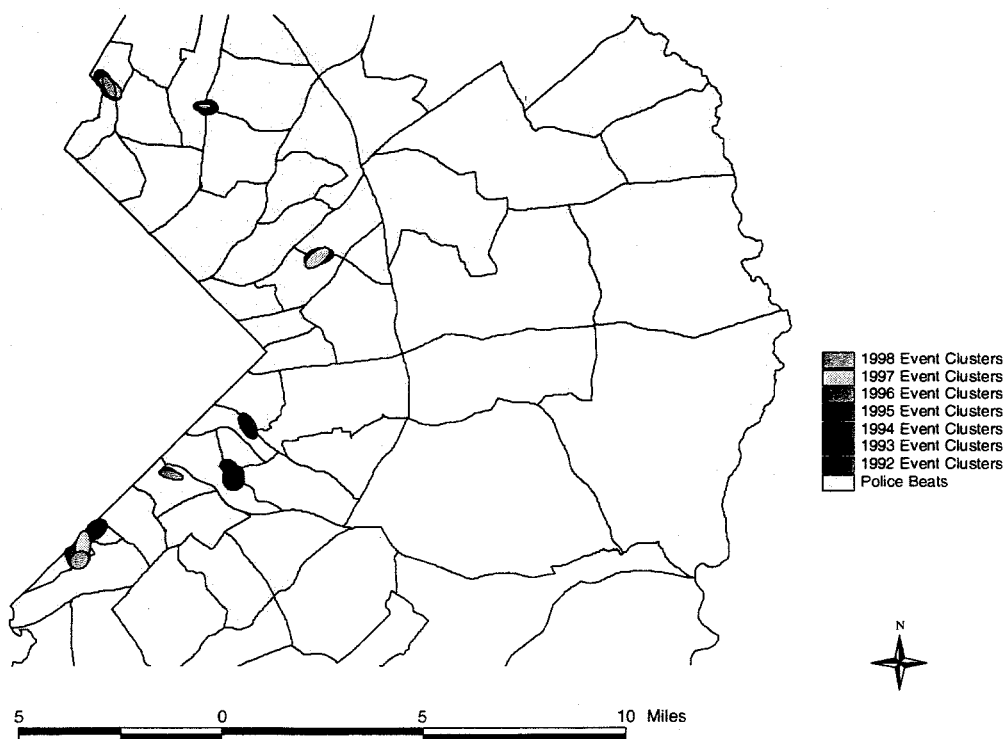 1998 Event Clusters
1997 Event Clusters
1996 Event Clusters
1995 Event Clusters
1994 Event Clusters
1993 Event Clusters
1992 Event Clusters
Police Beats
N
5 0 5 10 Miles